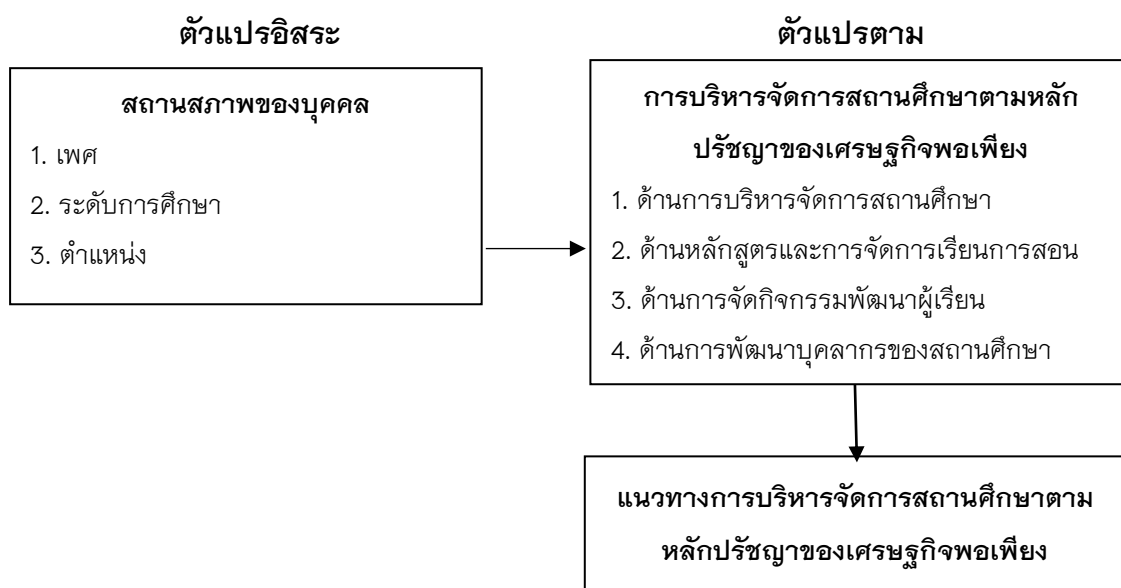 ตัวแปรอิสระ
สถานสภาพของบุคคล
1. เพศ
2. ระดับการศึกษา
3. ตำแหน่ง
ตัวแปรตาม
การบริหารจัดการสถานศึกษาตามหลัก
ปรัชญาของเศรษฐกิจพอเพียง
1. ด้านการบริหารจัดการสถานศึกษา
2. ด้านหลักสูตรและการจัดการเรียนการสอน
3. ด้านการจัดกิจกรรมพัฒนาผู้เรียน
4. ด้านการพัฒนาบุคลากรของสถานศึกษา
แนวทางการบริหารจัดการสถานศึกษาตาม
หลักปรัชญาของเศรษฐกิจพอเพียง